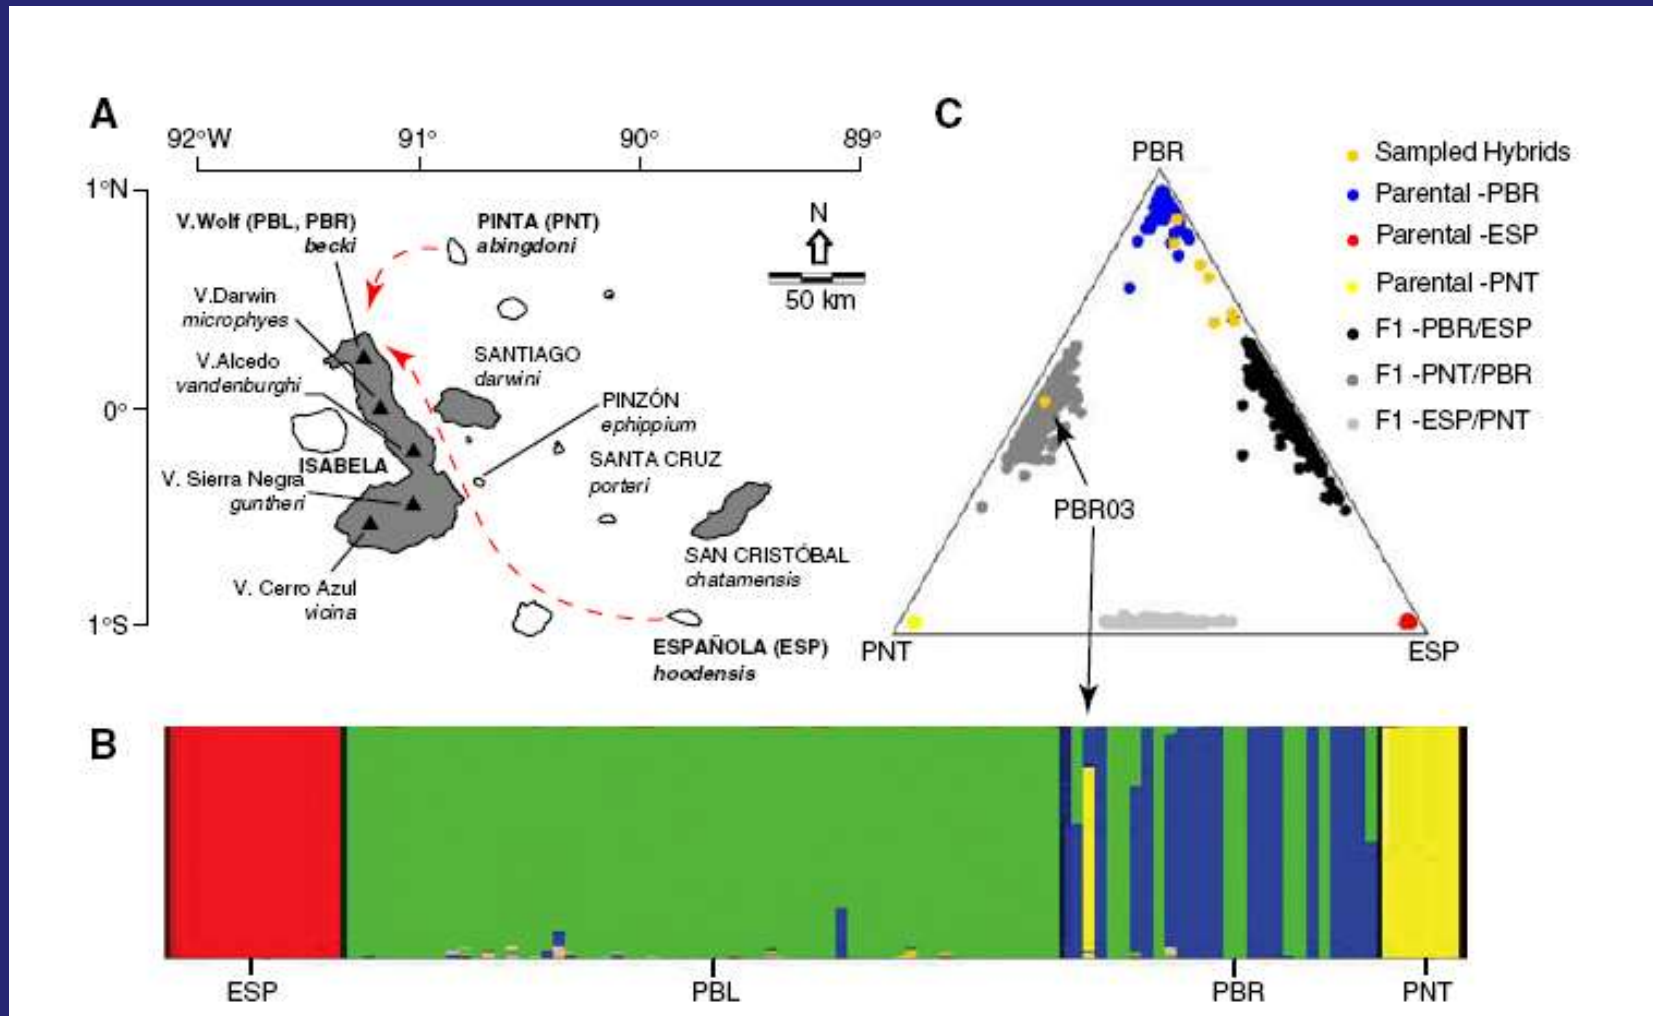 A
92°W 91° 90° 89°
1°N
0°
1°S
V.Wolf (PBL, PBR)
becki
PINTA (PNT)
abingdoni
N
50 km
V.Darwin
microphyes
V.Alcedo
vandenburghi
SANTIAGO
darwini
PINZÓN
ephippium
ISABELA
SANTA CRUZ
porteri
V. Sierra Negra
guntheri
V. Cerro Azul
vicina
SAN CRISTÓBAL
chatamensis
ESPAÑOLA (ESP)
hoodensis
C
PBR
PNT
ESP
PBR03
Sampled Hybrids
Parental -PBR
Parental -ESP
Parental -PNT
F1 -PBR/ESP
F1 -PNT/PBR
F1 -ESP/PNT
B
ESP PBL PBR PNT